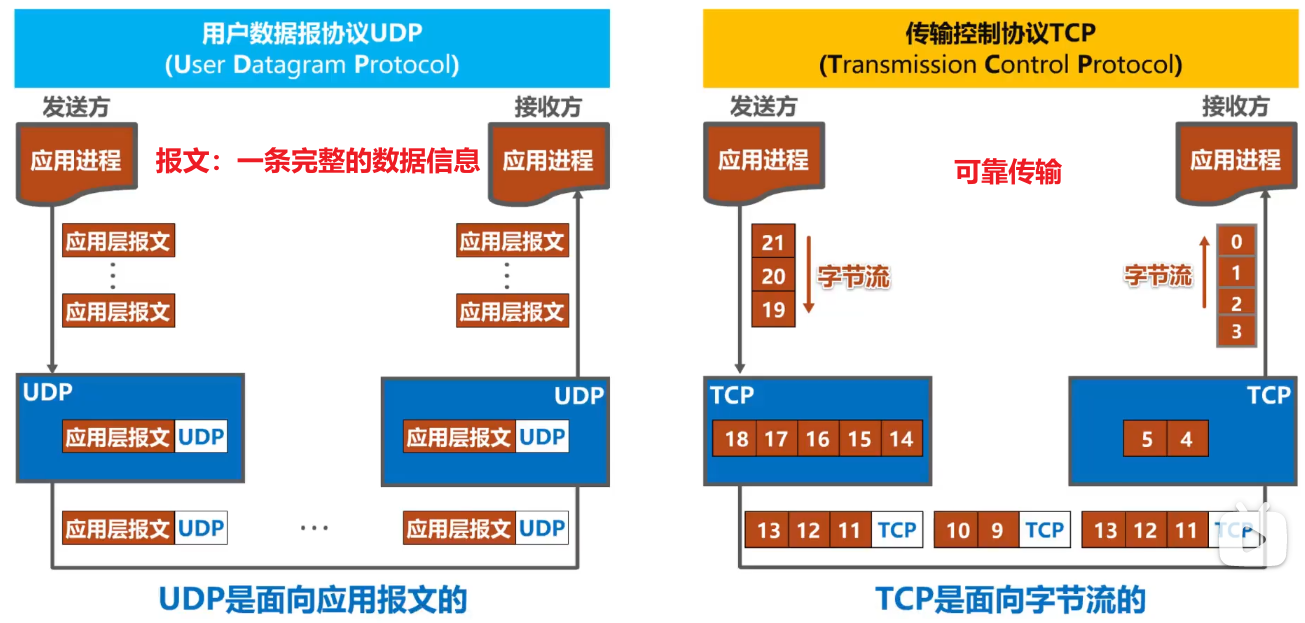 用户数据报协议UDP
(User Datagram Protocol)
发送方
接收方
应用进程
报文：一条完整的数据信息
应用进程
应用层报文
应用层报文
应用层报文
应用层报文
UDP
应用层报文 UDP
UDP
应用层报文 UDP
应用层报文 UDP
...
应用层报文 UDP
UDP是面向应用报文的
传输控制协议TCP
(Transmission Control Protocol)
发送方
接收方
应用进程
可靠传输
应用进程
21
20
19
字节流
字节流
0
1
2
3
TCP
18 17 16 15 14
TCP
5 4
13 12 11 TCP
10 9 TCP
13 12 11 TCP
TCP是面向字节流的